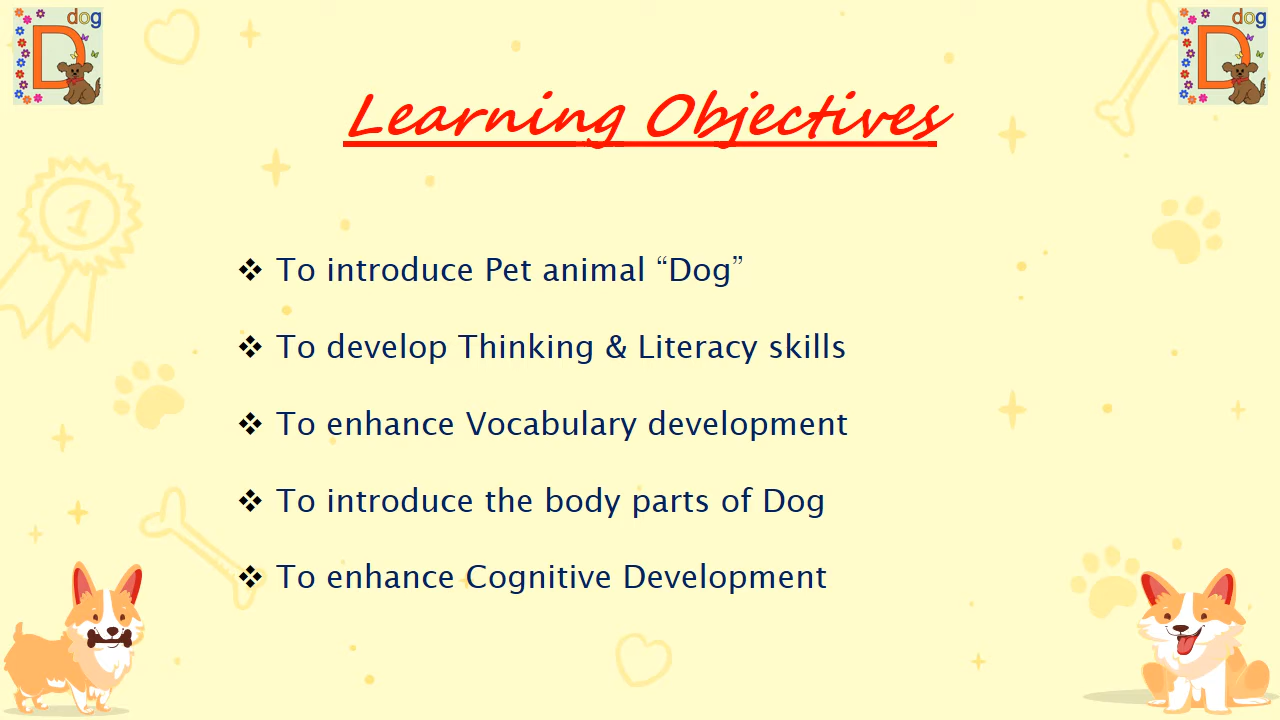 dog
D
dog
D
Learning Objectives
❖ To introduce Pet animal “Dog”
1
❖ To develop Thinking & Literacy skills
❖ To enhance Vocabulary development
❖ To introduce the body parts of Dog
❖ To enhance Cognitive Development